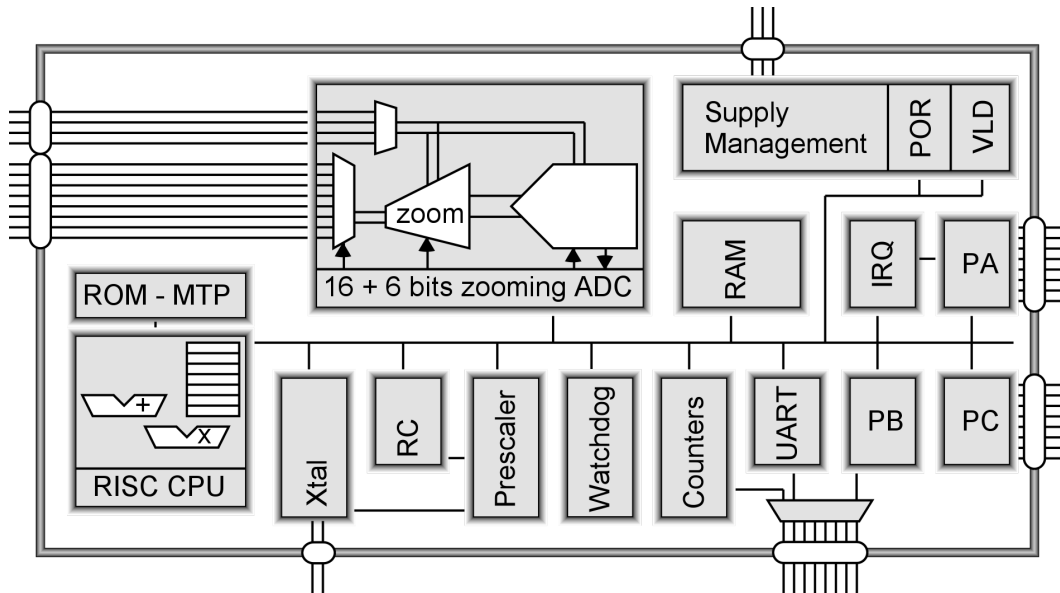 Supply
Management
POR
VLD
zoom
16 + 6 bits zooming ADC
RAM
IRQ
PA
ROM - MTP
+
x
RISC CPU
Xtal
RC
Prescaler
Watchdog
Counters
UART
PB
PC